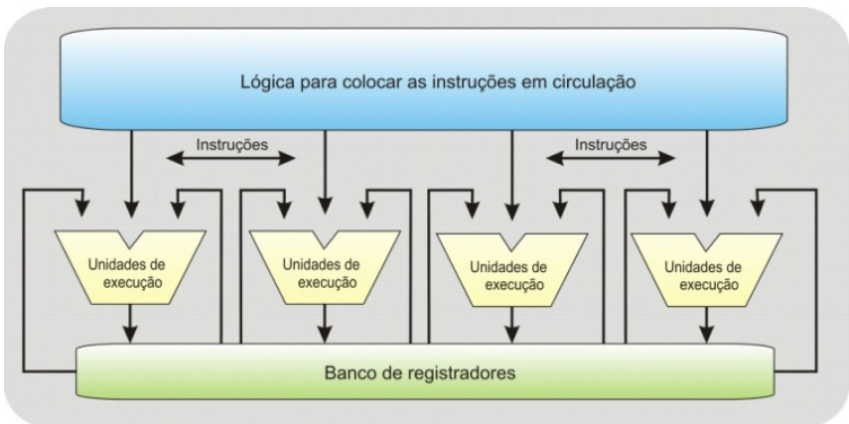 Lógica para colocar as instruções em circulação
Instruções
Instruções
Unidades de
execução
Unidades de
execução
Unidades de
execução
Unidades de
execução
Banco de registradores